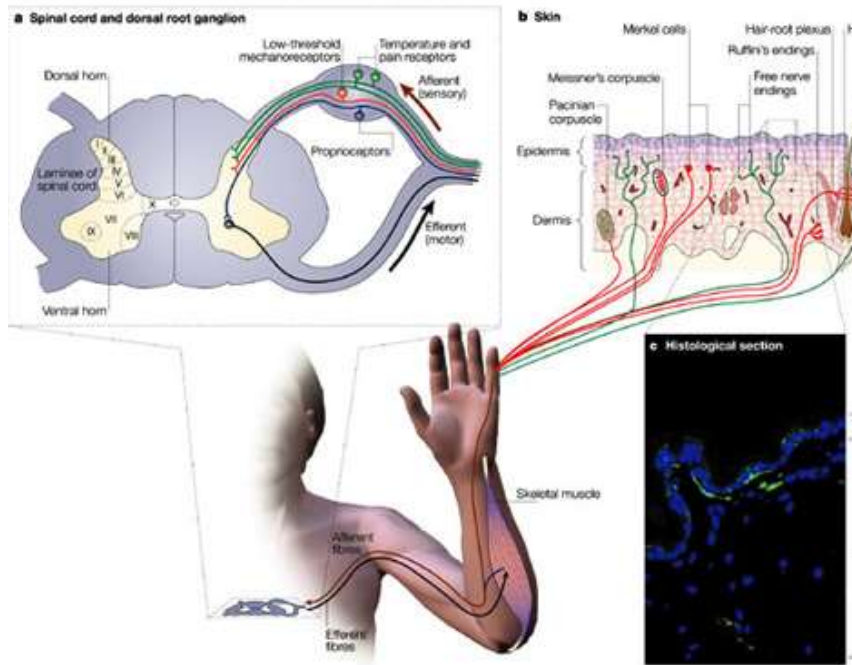 a Spinal cord and dorsal root ganglion
Low-threshold
mechanoreceptors
Temperature and
pain receptors
Dorsal horn
Afferent
(sensory)
Proprioceptors
Laminae of
spinal cord
I
II
III
IV
V
VI
X
VII
IX
VIII
Efferent
(motor)
Ventral horn
b Skin
Merkel cells
Hair-root plexus
H
Ruffini's endings
Meissner's corpuscle
Free nerve
endings
Pacinian
corpuscle
Epidermis
Dermis
c Histological section
Skeletal muscle
Afferent
fibres
Efferent
fibres